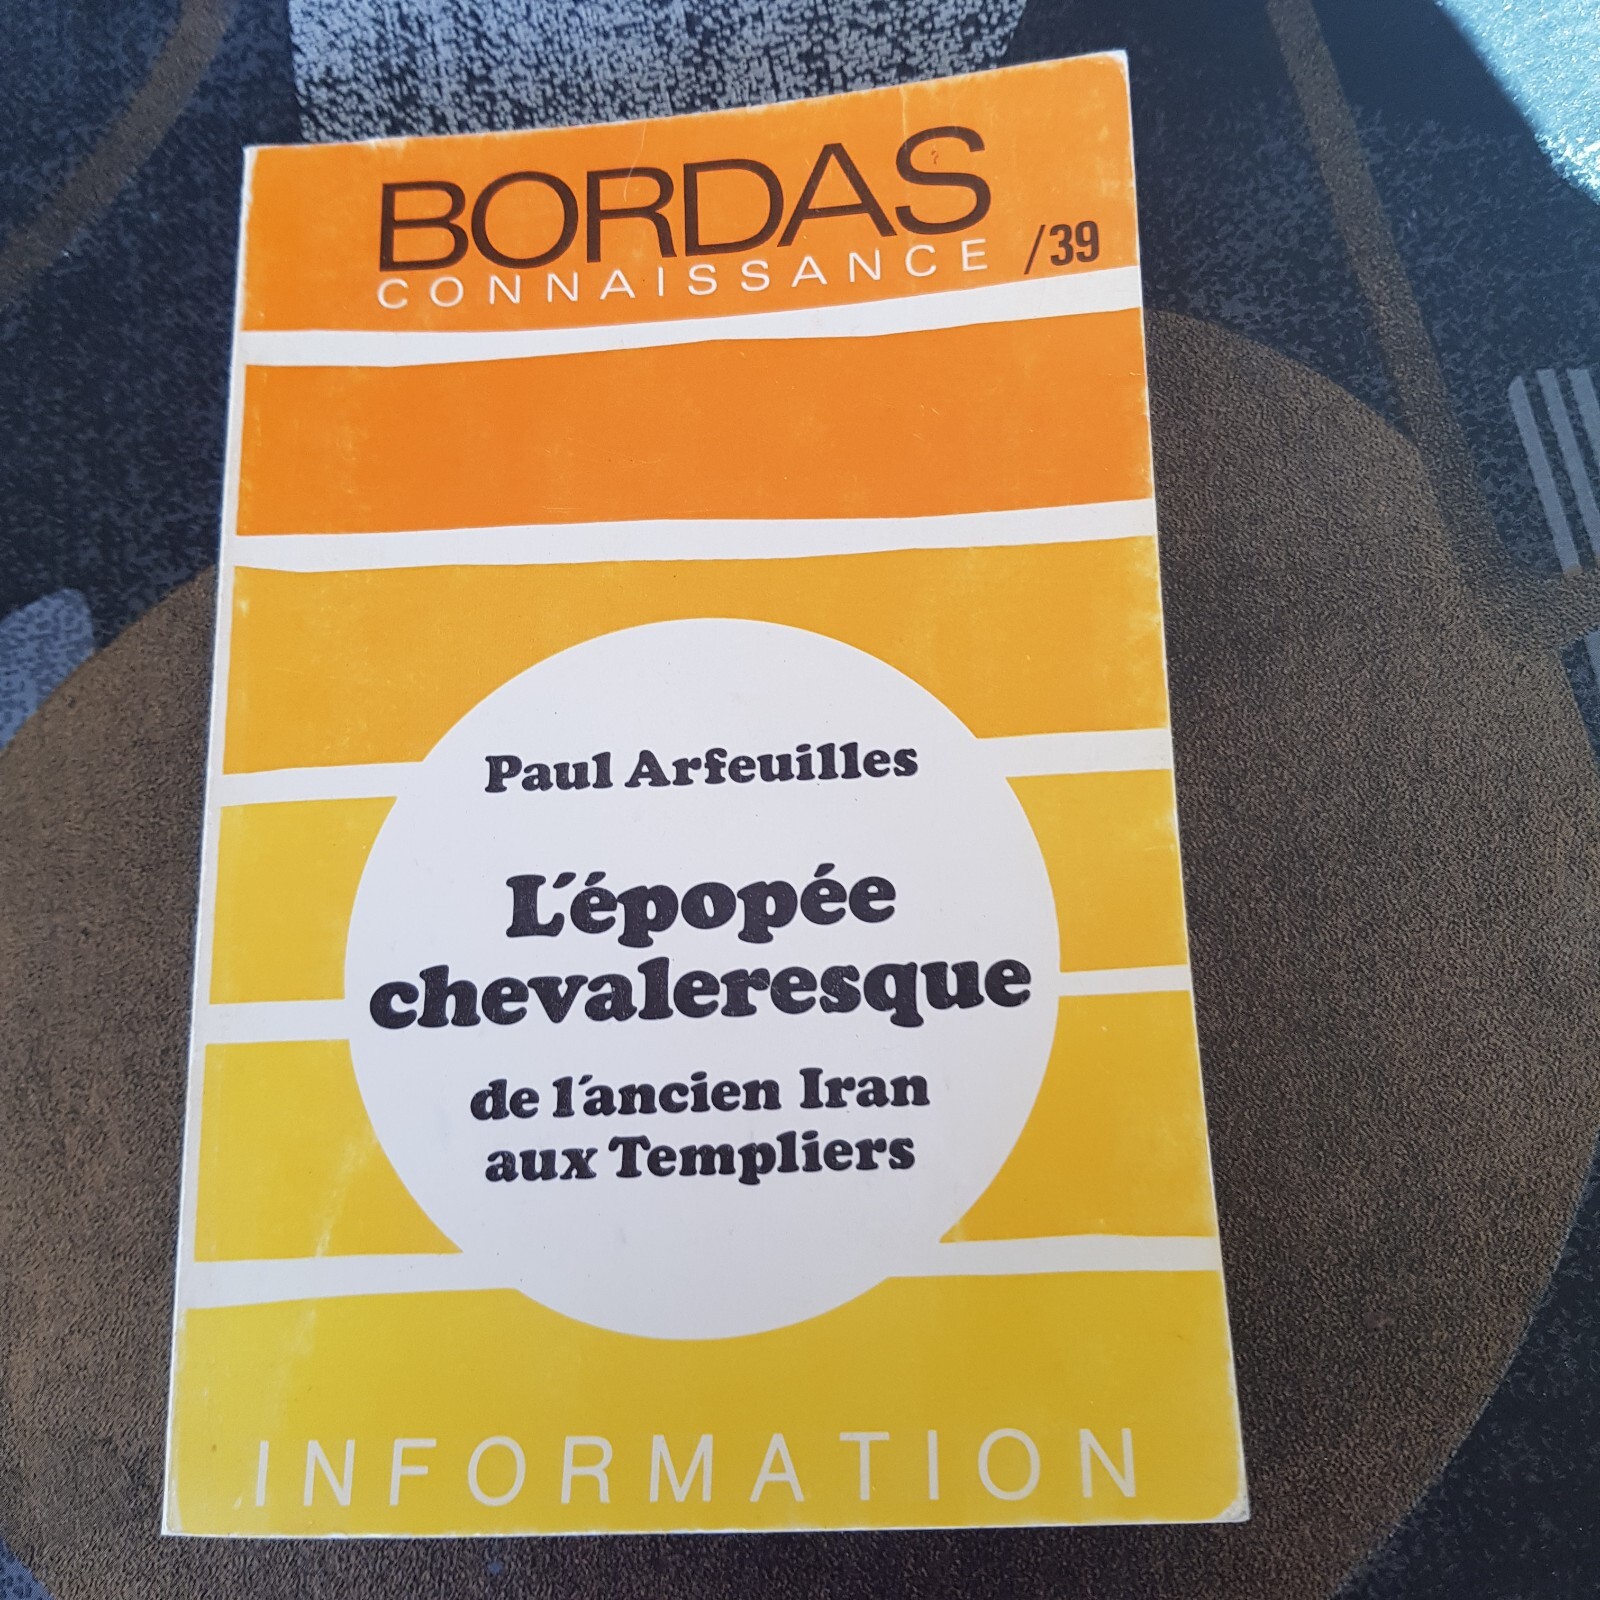 BORDAS
CONNAISSANCE /39
Paul Arfeuilles
L'épopée
chevaleresque
de l'ancien Iran
aux Templiers
INFORMATION